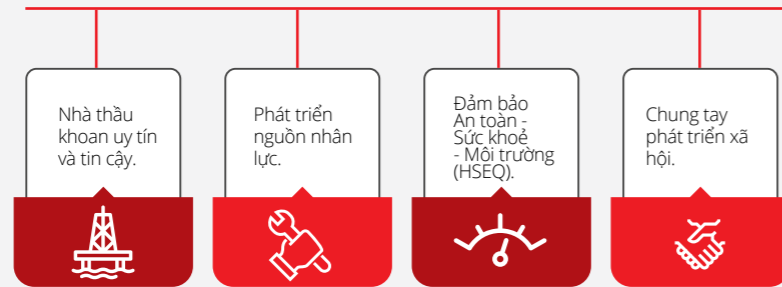 Nhà thầu
khoan uy tín
và tin cậy.
Phát triển
nguồn nhân
lực.
Đảm bảo
An toàn -
Sức khoẻ
- Môi trường
(HSEQ).
Chung tay
phát triển xã
hội.